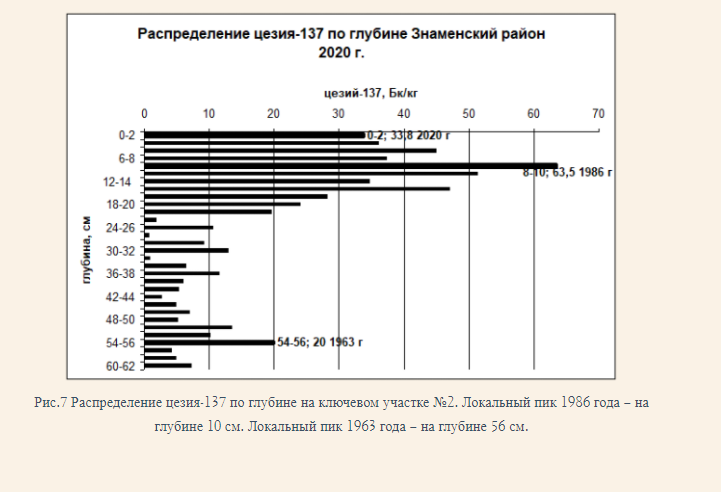 Распределение цезия-137 по глубине Знаменский район
2020 г.
цезий-137, Бк/кг
0 10 20 30 40 50 60 70
0-2
0-2; 33,8 2020 г
6-8
8-10; 63,5 1986 г
12-14
18-20
24-26
30-32
36-38
42-44
48-50
54-56
54-56; 20 1963 г
60-62
глубина, см
Рис.7 Распределение цезия-137 по глубине на ключевом участке №2. Локальный пик 1986 года – на
глубине 10 см. Локальный пик 1963 года – на глубине 56 см.